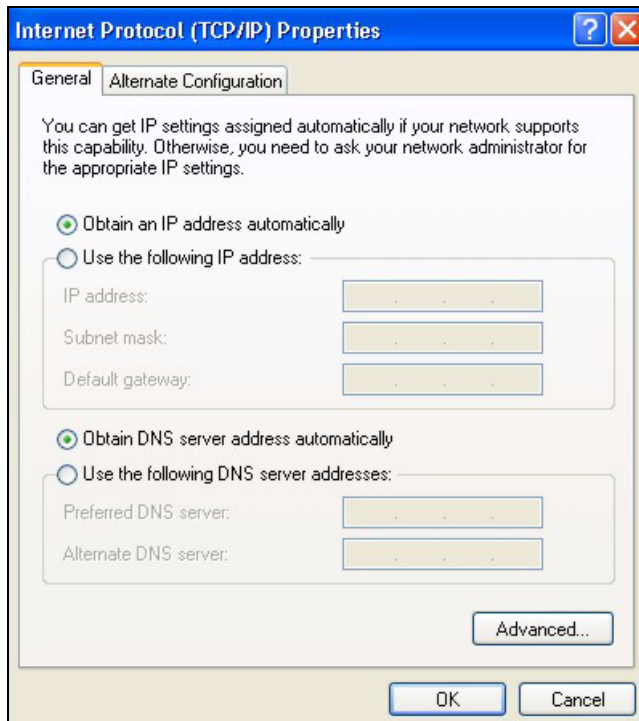 Internet Protocol (TCP/IP) Properties
General
Alternate Configuration
You can get IP settings assigned automatically if your network supports
this capability. Otherwise, you need to ask your network administrator for
the appropriate IP settings.
Obtain an IP address automatically
Use the following IP address:
IP address:
Subnet mask:
Default gateway:
Obtain DNS server address automatically
Use the following DNS server addresses:
Preferred DNS server:
Alternate DNS server:
Advanced...
OK
Cancel